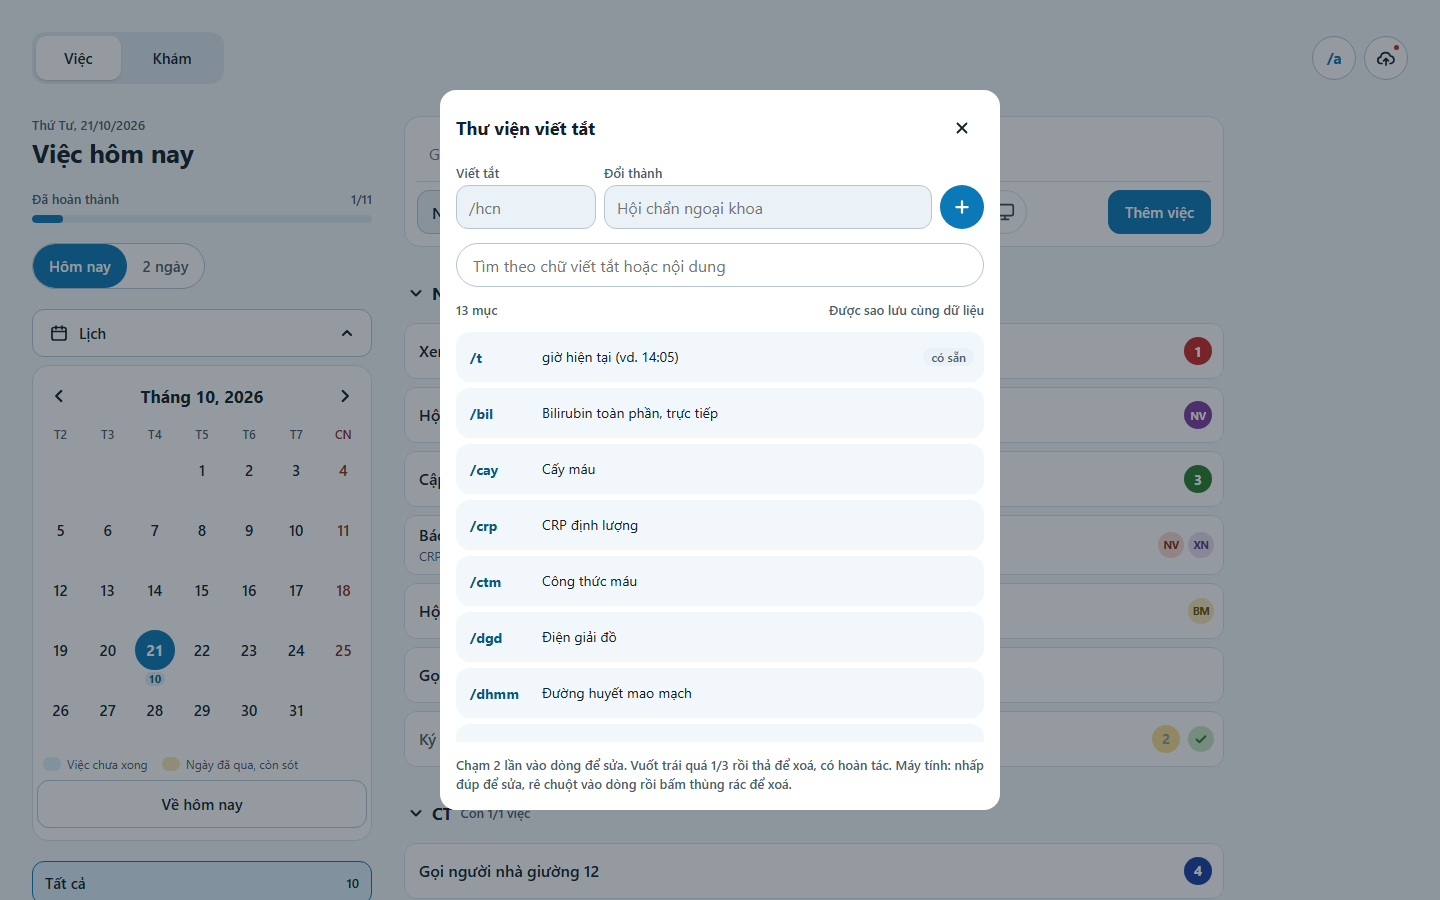 Việc
Khám
/a
Thứ Tư, 21/10/2026
Việc hôm nay
Đã hoàn thành 1/11
Hôm nay
2 ngày
Lịch
Tháng 10, 2026
T2 T3 T4 T5 T6 T7 CN
1 2 3 4
5 6 7 8 9 10 11
12 13 14 15 16 17 18
19 20 21 22 23 24 25
10
26 27 28 29 30 31
Việc chưa xong
Ngày đã qua, còn sót
Về hôm nay
Tất cả 10
Thư viện viết tắt
Viết tắt
Đổi thành
/hcn
Hội chẩn ngoại khoa
Tìm theo chữ viết tắt hoặc nội dung
13 mục
Được sao lưu cùng dữ liệu
/t giờ hiện tại (vd. 14:05) có sẵn
/bil Bilirubin toàn phần, trực tiếp
/cay Cấy máu
/crp CRP định lượng
/ctm Công thức máu
/dgd Điện giải đồ
/dhmm Đường huyết mao mạch
Chạm 2 lần vào dòng để sửa. Vuốt trái quá 1/3 rồi thả để xoá, có hoàn tác. Máy tính: nhấp
đúp để sửa, rê chuột vào dòng rồi bấm thùng rác để xoá.
Thêm việc
1
NV
3
CRP
NV XN
BM
Ký
2
CT Còn 1/1 việc
Gọi người nhà giường 12 4